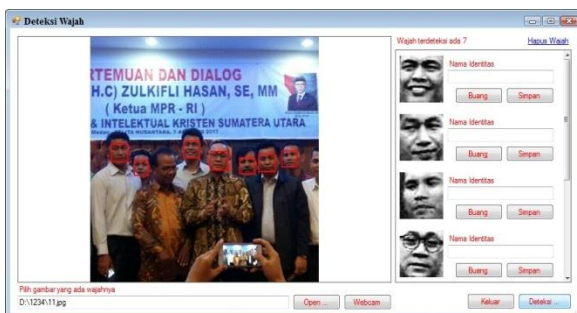 Deteksi Wajah
RTEMUAN DAN DIALOG
H.C) ZULKIFLI HASAN, SE, MM
( Ketua MPR - RI )
& INTELEKTUAL KRISTEN SUMATERA UTARA
Wajah terdeteksi ada 7
Hapus Wajah
Nama Identitas
Buang
Simpan
Nama Identitas
Buang
Simpan
Nama Identitas
Buang
Simpan
Nama Identitas
Buang
Simpan
Pilih gambar yang ada wajahnya
D:\1234\11.jpg
Open ...
Webcam
Keluar
Deteksi ...